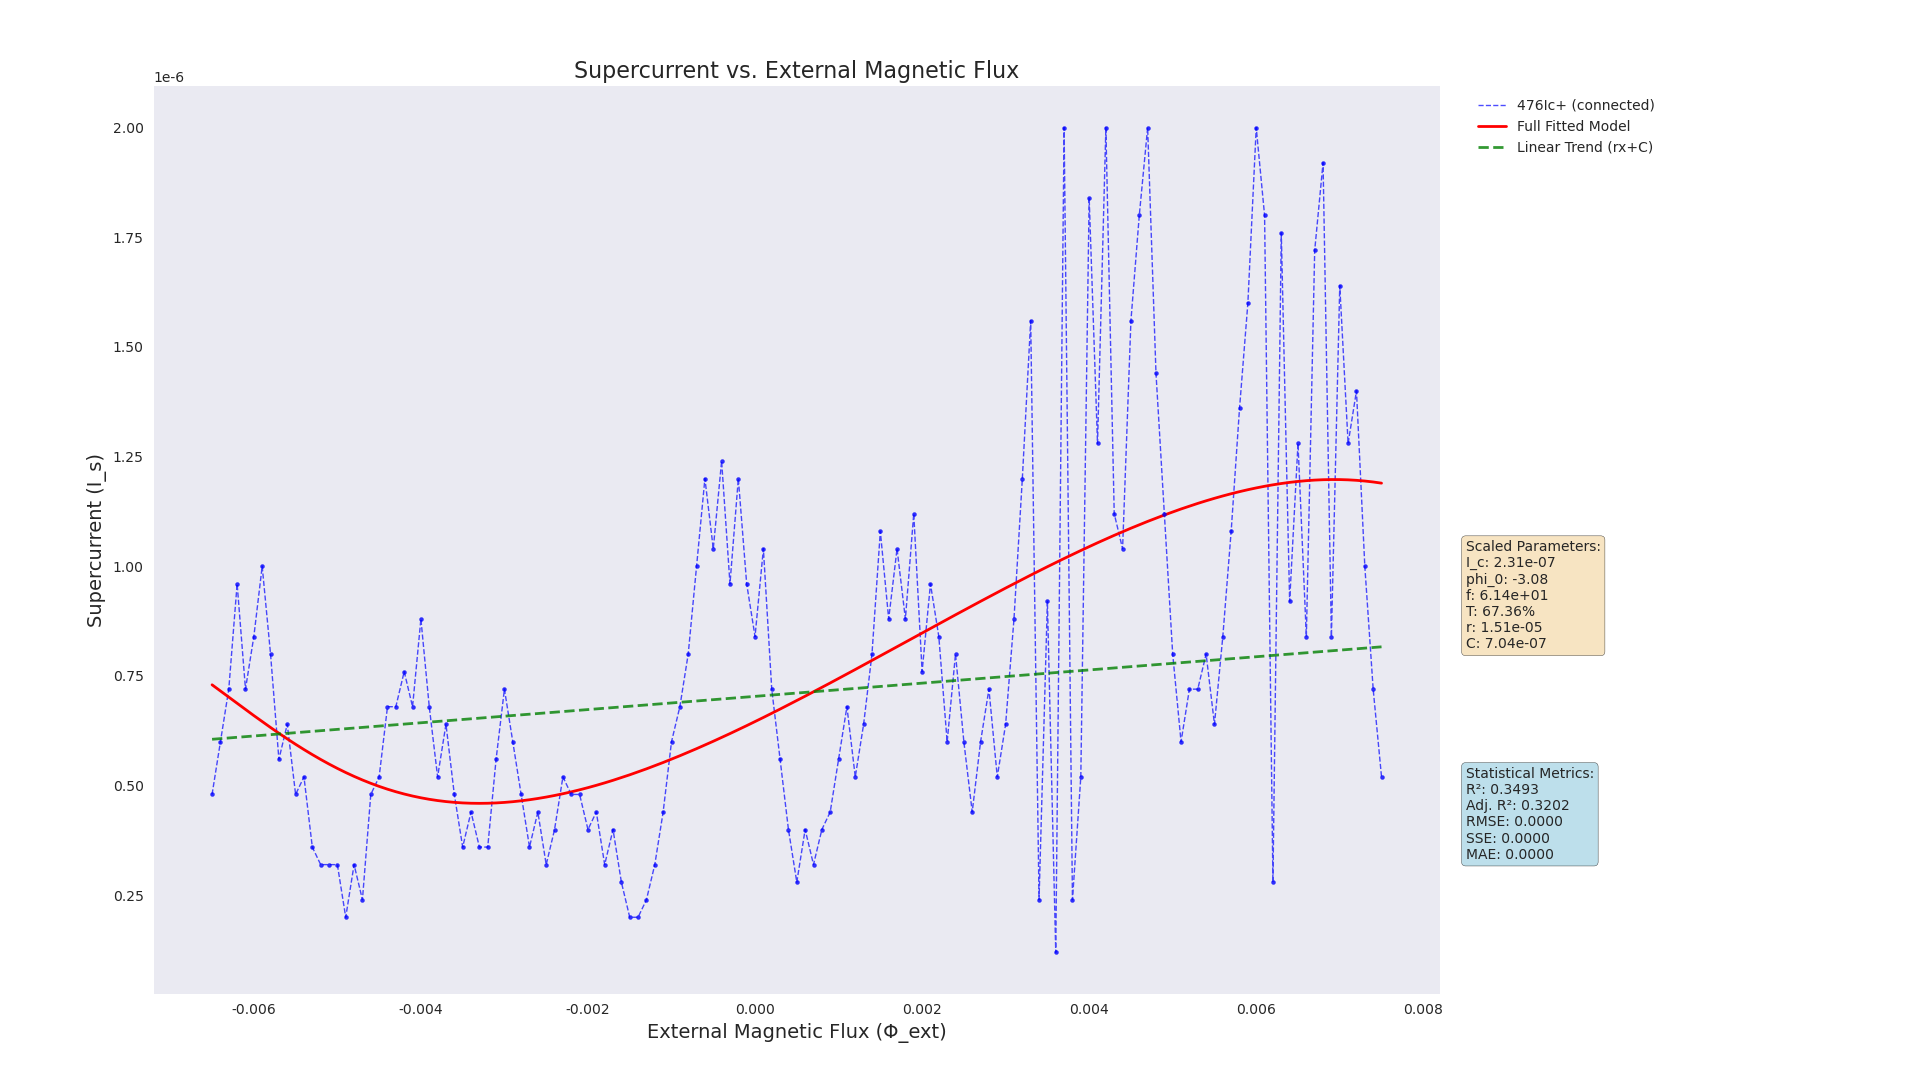 Supercurrent vs. External Magnetic Flux
1e-6
2.00
1.75
1.50
1.25
1.00
0.75
0.50
0.25
Supercurrent (I_s)
-0.006
-0.004
-0.002
0.000
0.002
0.004
0.006
0.008
External Magnetic Flux (Φ_ext)
476Ic+ (connected)
Full Fitted Model
Linear Trend (rx+C)
Scaled Parameters:
I_c: 2.31e-07
phi_0: -3.08
f: 6.14e+01
T: 67.36%
r: 1.51e-05
C: 7.04e-07
Statistical Metrics:
R²: 0.3493
Adj. R²: 0.3202
RMSE: 0.0000
SSE: 0.0000
MAE: 0.0000